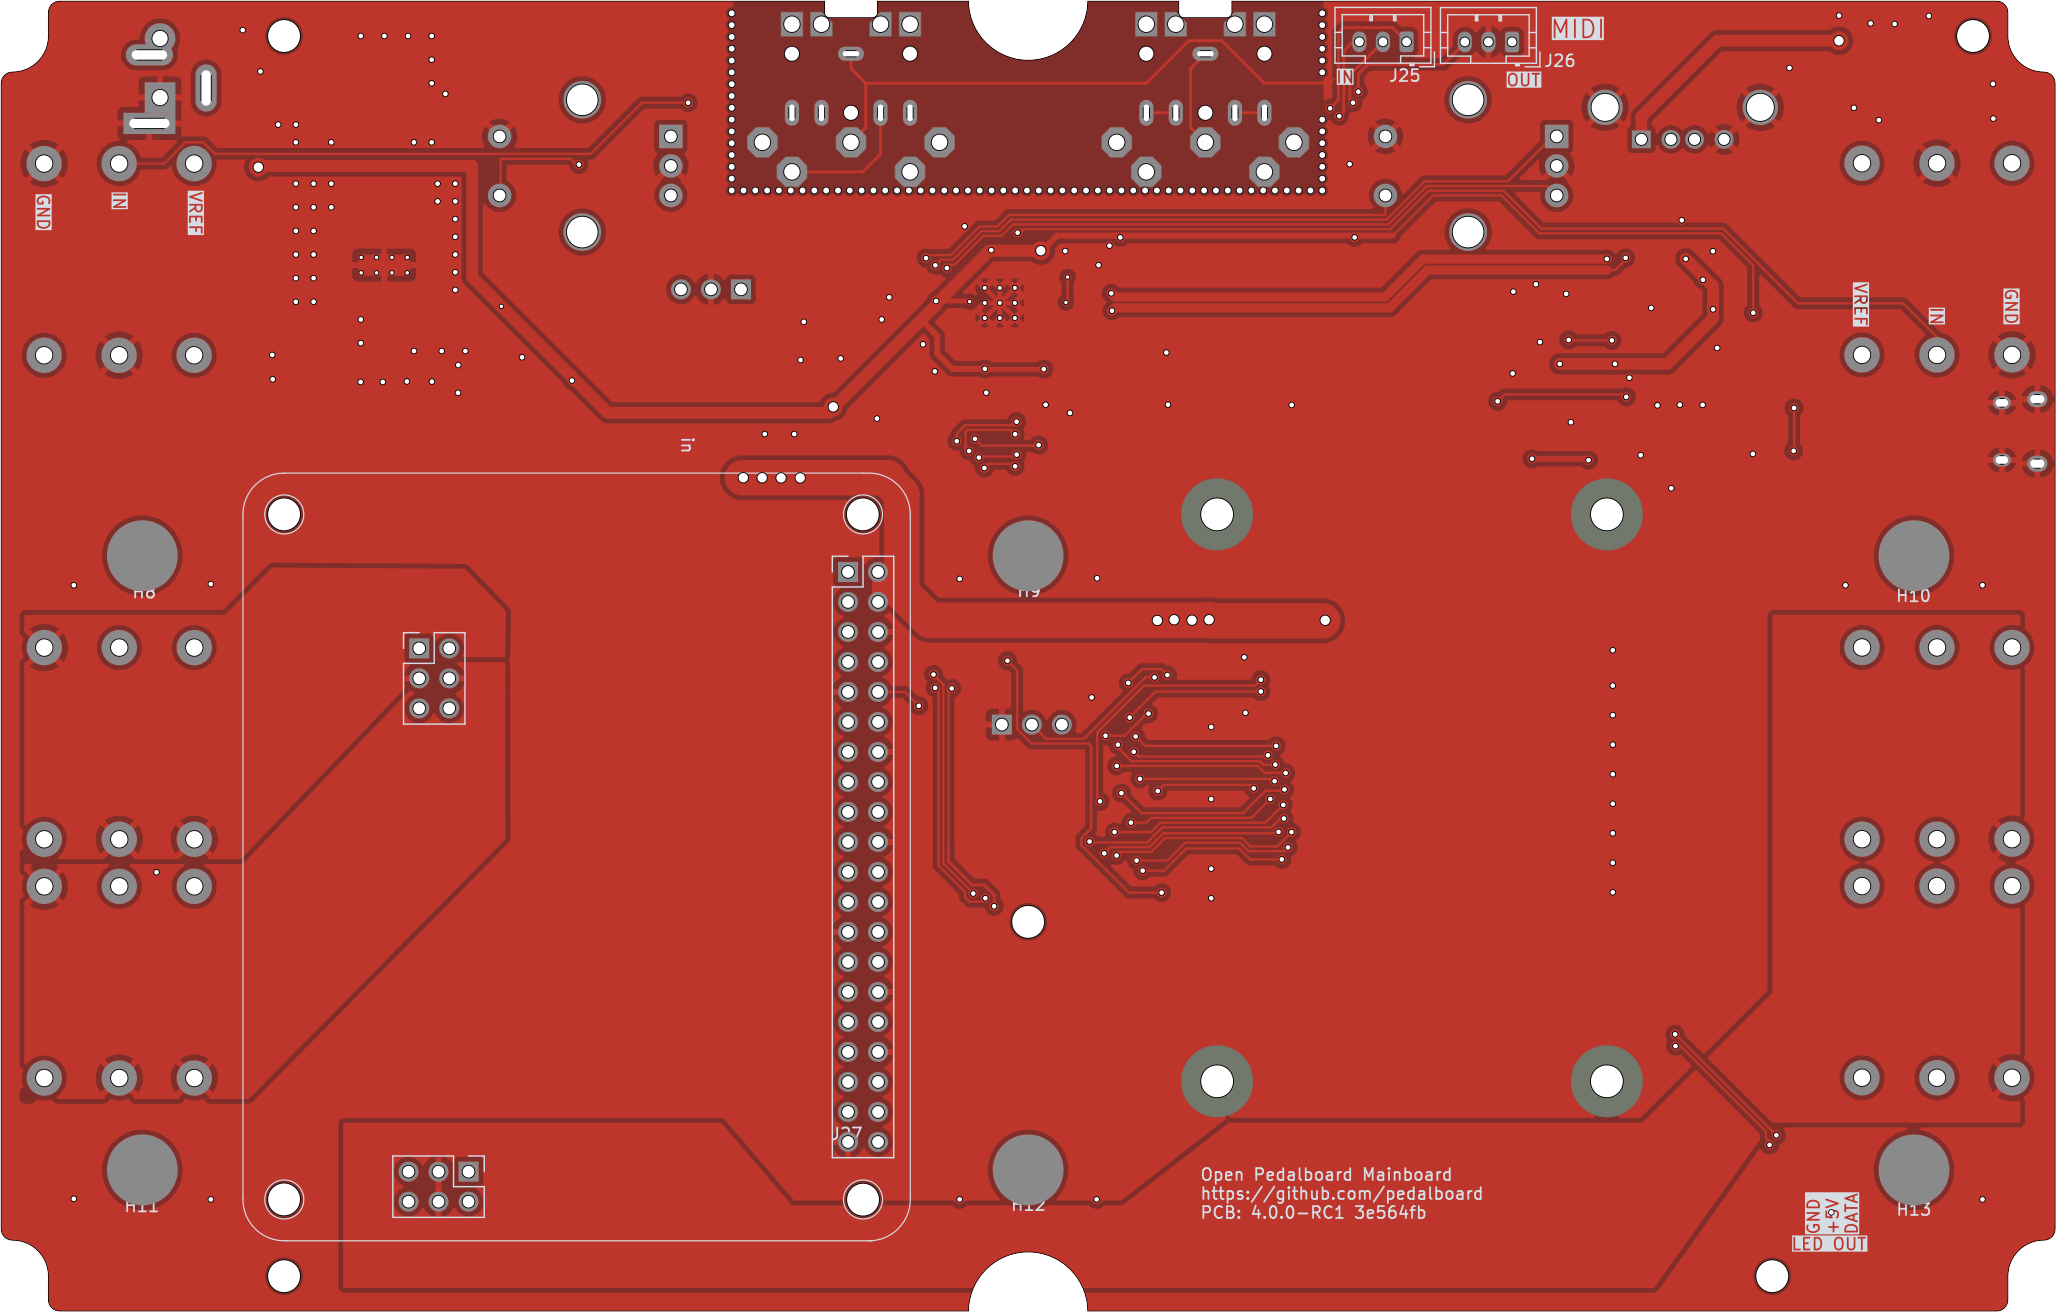 MIDI
J26
IN
J25
OUT
GND
IN
VREF
VREF
IN
GND
in
H8
H9
H10
J27
Open Pedalboard Mainboard
https://github.com/pedalboard
PCB: 4.0.0-RC1 3e564fb
H11
H12
H13
GND
+5V
DATA
LED OUT